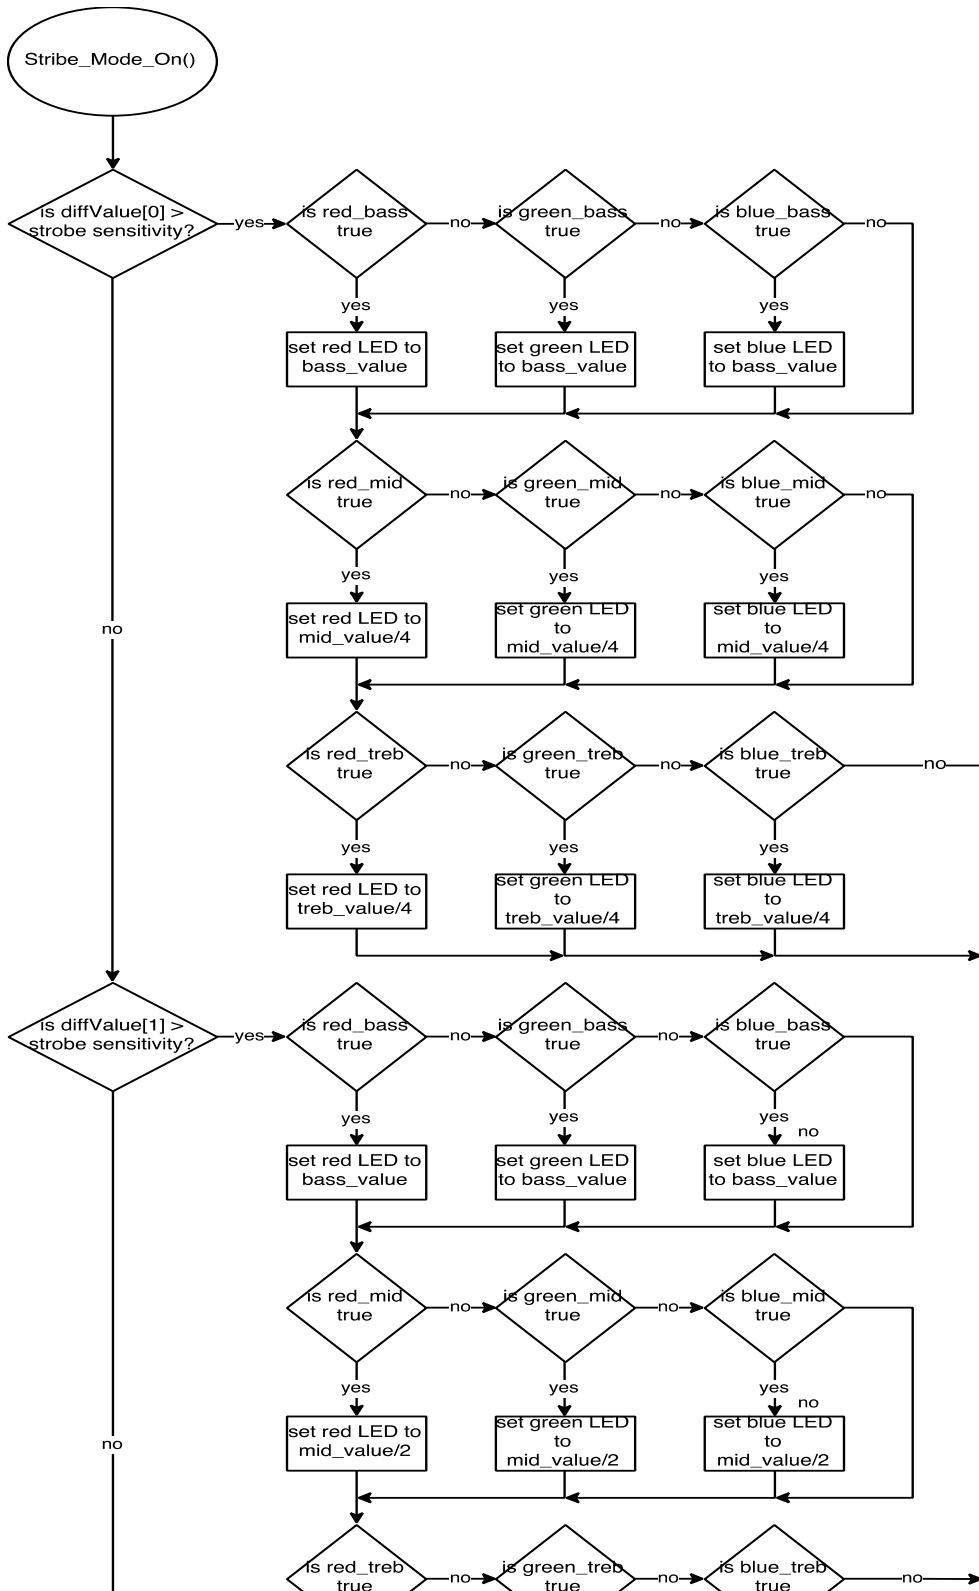 Stribe_Mode_On()
is diffValue[0] >
strobe sensitivity?
yes
is red_bass
true
no
is green_bass
true
no
is blue_bass
true
no
yes
yes
yes
set red LED to
bass_value
set green LED
to bass_value
set blue LED
to bass_value
is red_mid
true
no
is green_mid
true
no
is blue_mid
true
no
yes
yes
yes
set red LED to
mid_value/4
set green LED
to
mid_value/4
set blue LED
to
mid_value/4
no
is red_treb
true
no
is green_treb
true
no
is blue_treb
true
no
yes
yes
yes
set red LED to
treb_value/4
set green LED
to
treb_value/4
set blue LED
to
treb_value/4
is diffValue[1] >
strobe sensitivity?
yes
is red_bass
true
no
is green_bass
true
no
is blue_bass
true
yes
yes
yes
no
set red LED to
bass_value
set green LED
to bass_value
set blue LED
to bass_value
is red_mid
true
no
is green_mid
true
no
is blue_mid
true
yes
yes
yes
no
set red LED to
mid_value/2
set green LED
to
mid_value/2
set blue LED
to
mid_value/2
no
is red_treb
true
no
is green_treb
true
no
is blue_treb
true
no